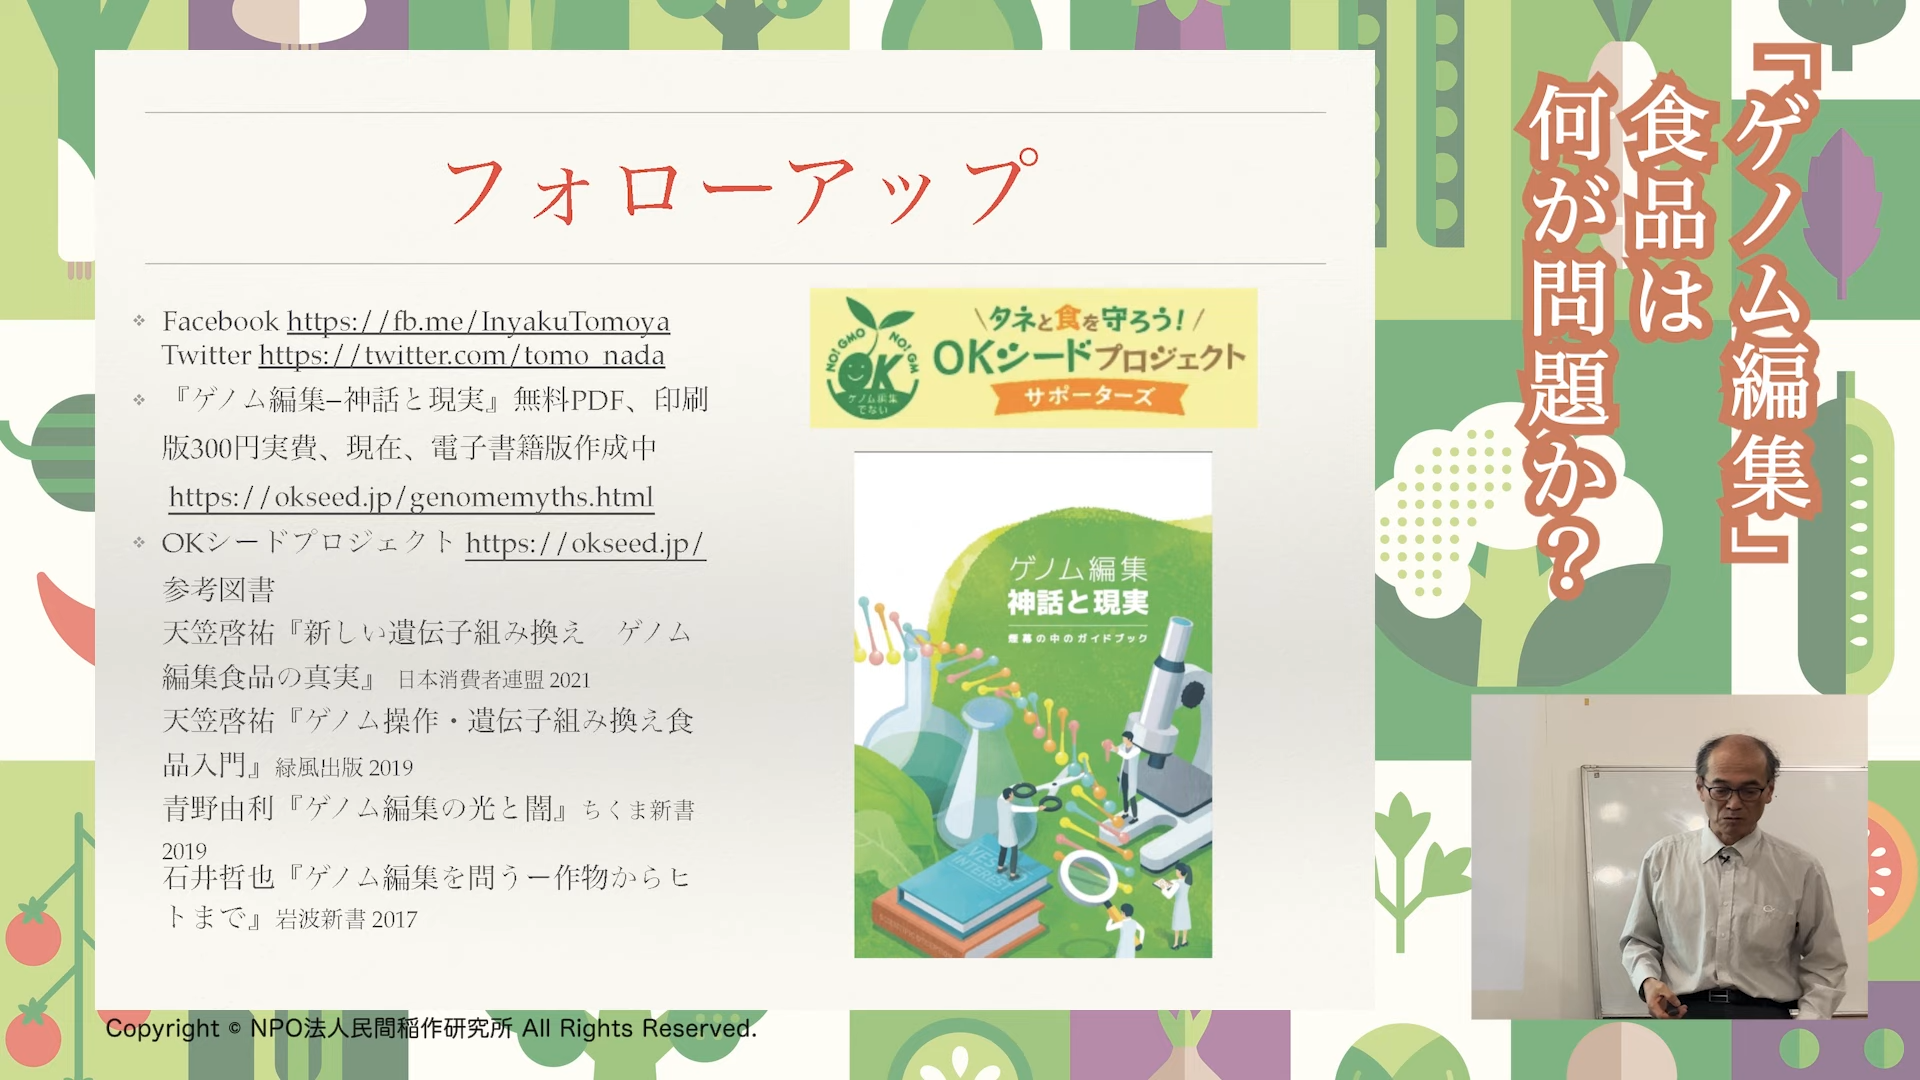 『ゲノム編集』
食品は
何が問題か？
フォローアップ
Facebook https://fb.me/InyakuTomoya
Twitter https://twitter.com/tomo_nada
『ゲノム編集–神話と現実』無料PDF、印刷
版300円実費、現在、電子書籍版作成中
https://okseed.jp/genomemyths.html
OKシードプロジェクト https://okseed.jp/
参考図書
天笠啓祐『新しい遺伝子組み換え　ゲノム
編集食品の真実』 日本消費者連盟 2021
天笠啓祐『ゲノム操作・遺伝子組み換え食
品入門』緑風出版 2019
青野由利『ゲノム編集の光と闇』ちくま新書
2019
石井哲也『ゲノム編集を問うー作物からヒ
トまで』岩波新書 2017
NO! GMO NO! GM
OK
ゲノム編集
でない
タネと食を守ろう！
OKシードプロジェクト
サポーターズ
ゲノム編集
神話と現実
煙幕の中のガイドブック
Copyright © NPO法人民間稲作研究所 All Rights Reserved.